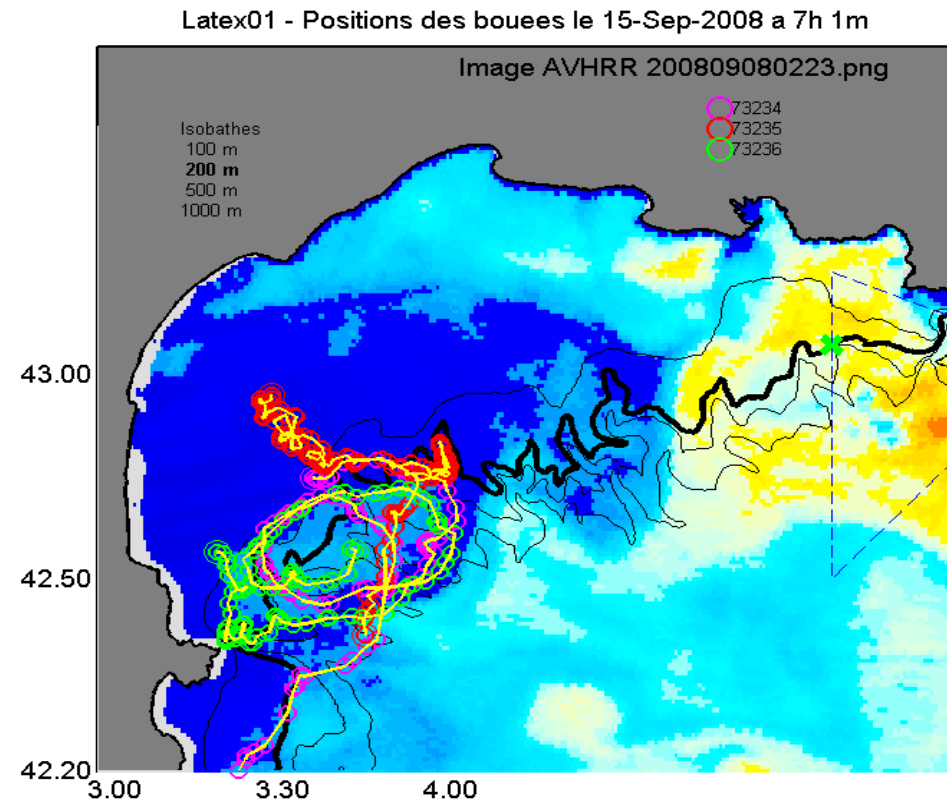 Latex01 - Positions des bouees le 15-Sep-2008 a 7h 1m
Image AVHRR 200809080223.png
73234
73235
73236
Isobathes
100 m
200 m
500 m
1000 m
43.00
42.50
42.20
3.00
3.30
4.00